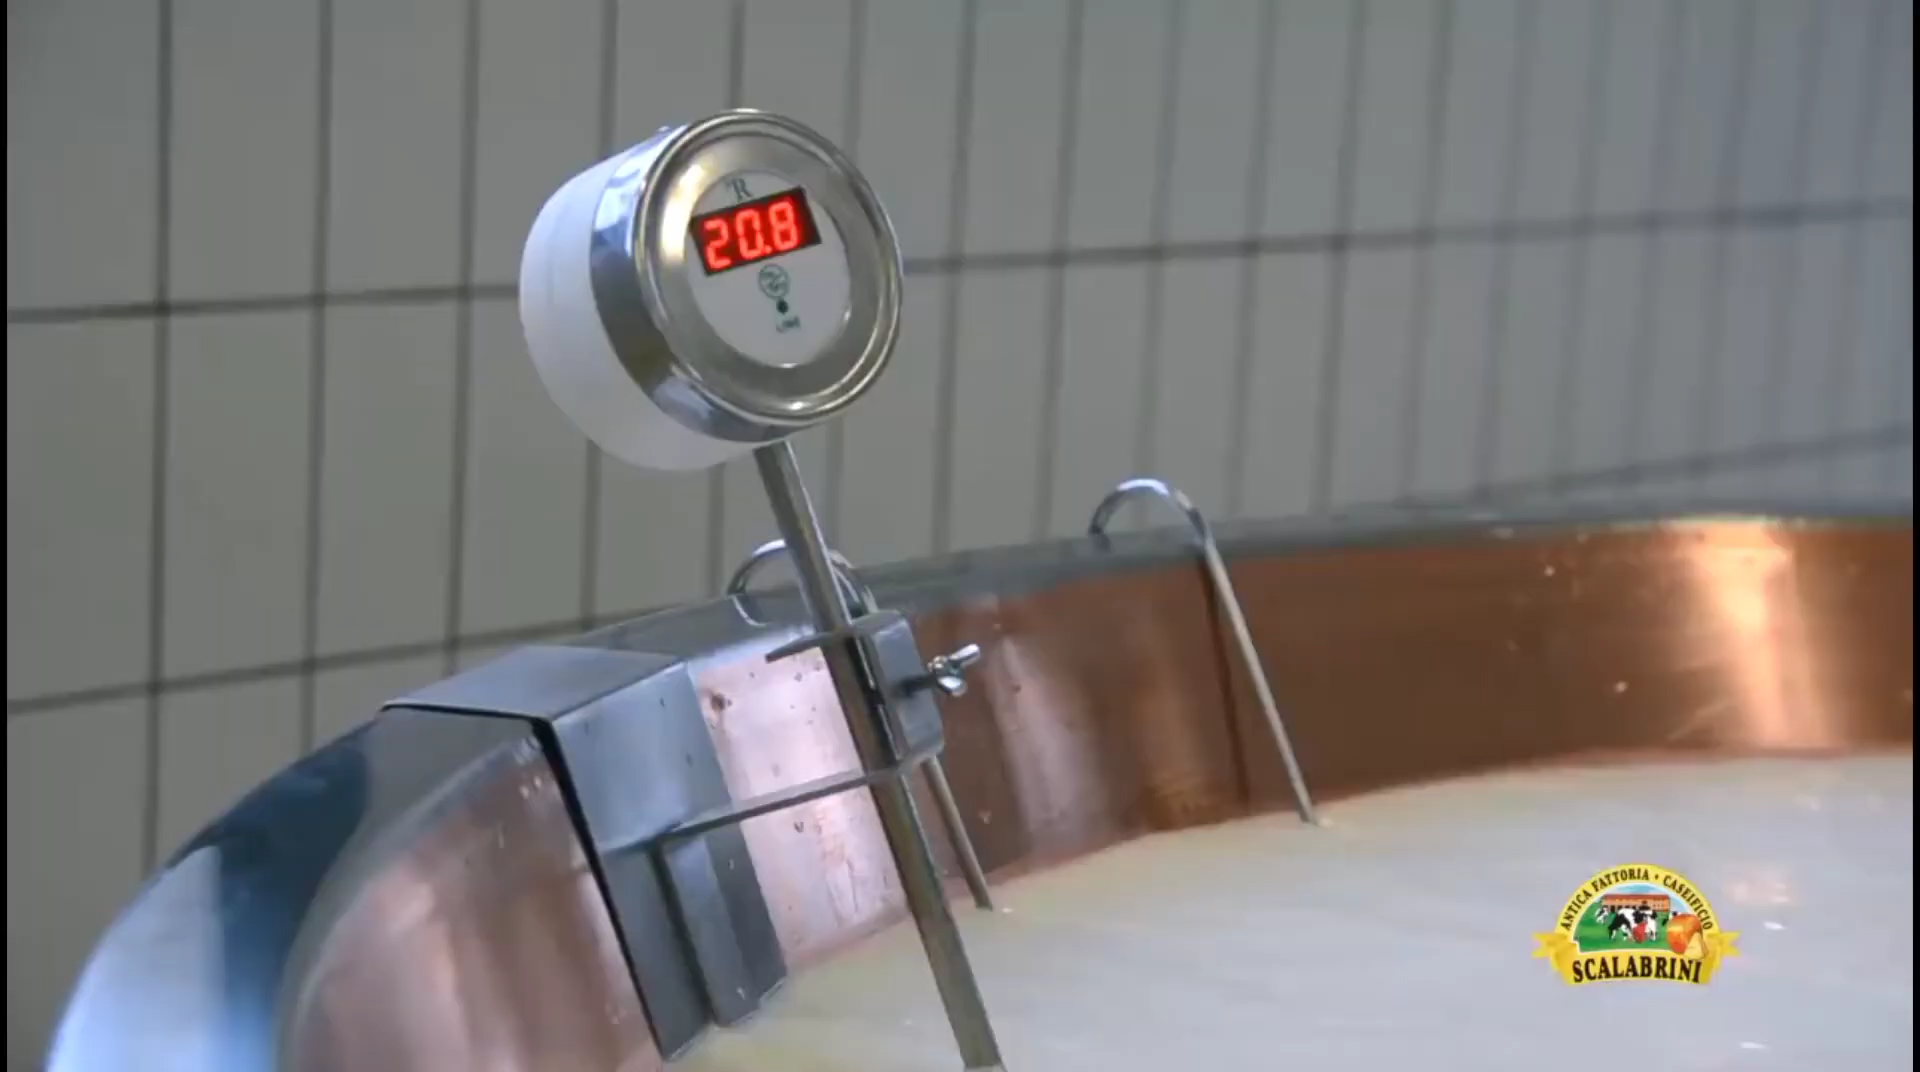 °R
20.8
ANTICA FATTORIA • CASEIFICIO
SCALABRINI